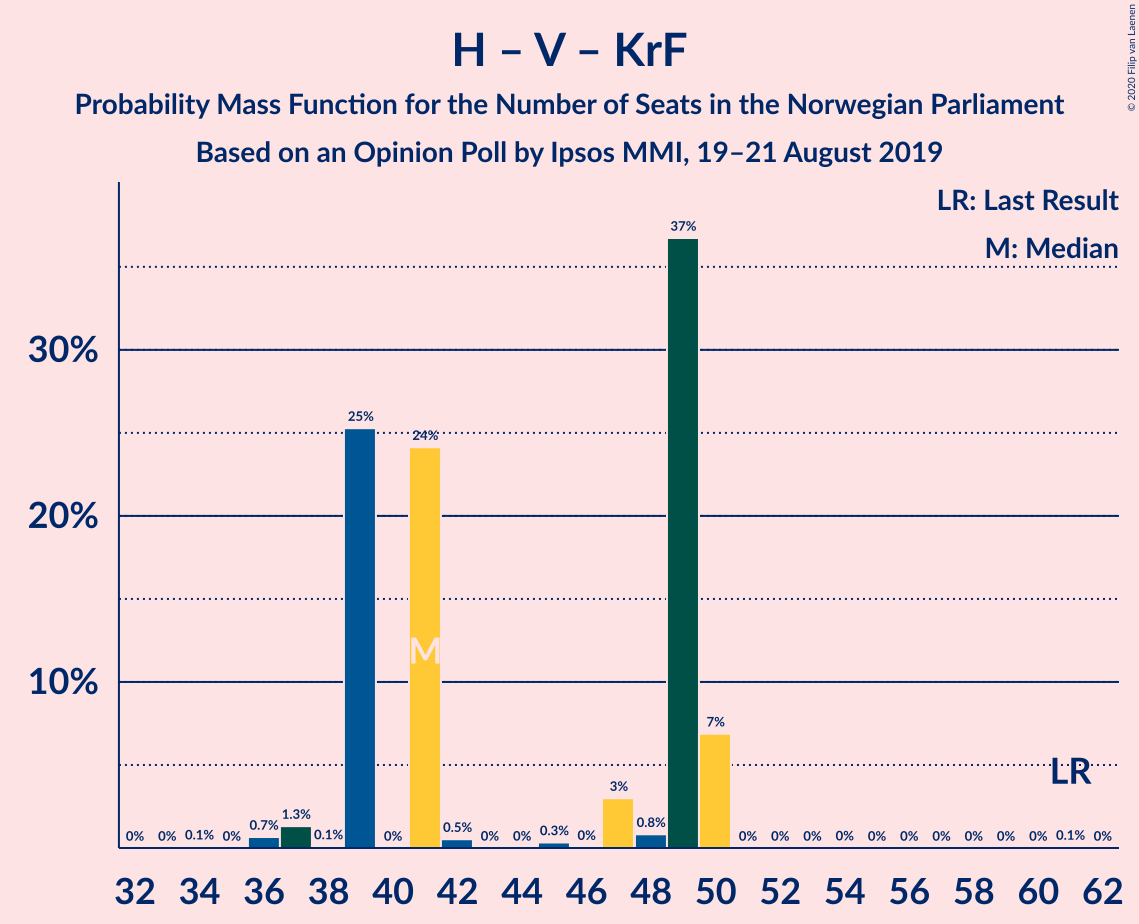 H – V – KrF
Probability Mass Function for the Number of Seats in the Norwegian Parliament
Based on an Opinion Poll by Ipsos MMI, 19–21 August 2019
© 2020 Filip van Laenen
LR: Last Result
M: Median
30%
20%
10%
0% 0% 0.1% 0% 0.7% 1.3% 0.1% 25% 0% 24% 0.5% 0% 0% 0.3% 0% 3% 0.8% 37% 7% 0% 0% 0% 0% 0% 0% 0% 0% 0% 0% 0.1% 0%
M
LR
32 34 36 38 40 42 44 46 48 50 52 54 56 58 60 62